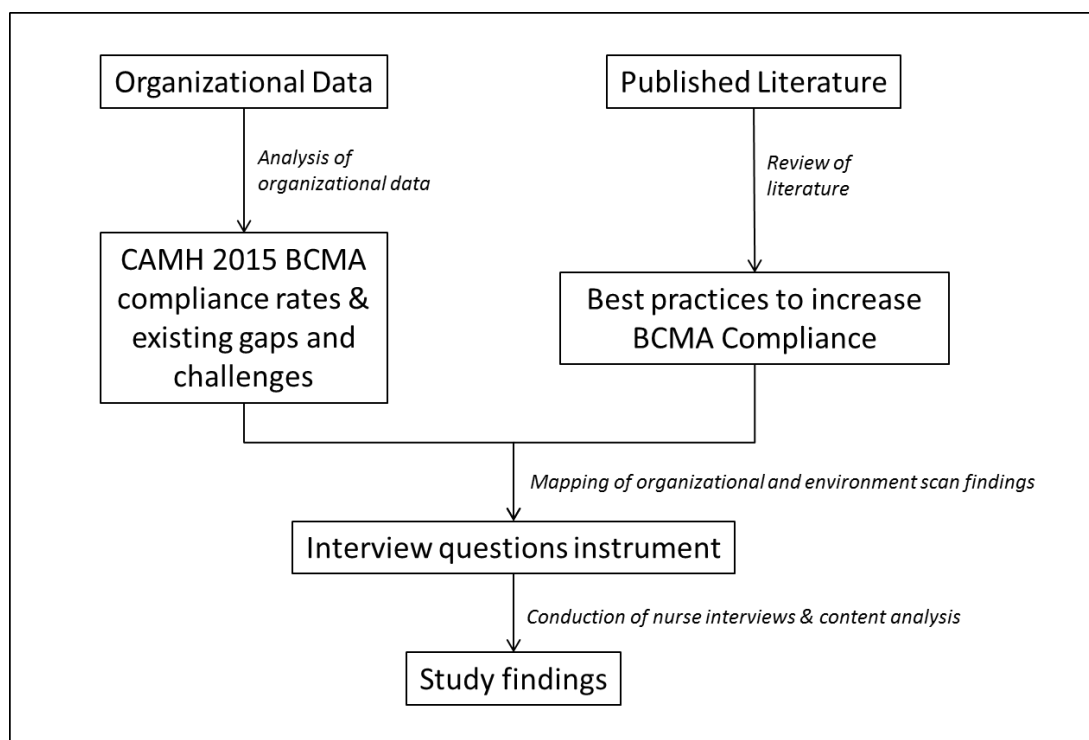 Organizational Data
Published Literature
Analysis of
organizational data
Review of
literature
CAMH 2015 BCMA
compliance rates &
existing gaps and
challenges
Best practices to increase
BCMA Compliance
Mapping of organizational and environment scan findings
Interview questions instrument
Conduction of nurse interviews & content analysis
Study findings